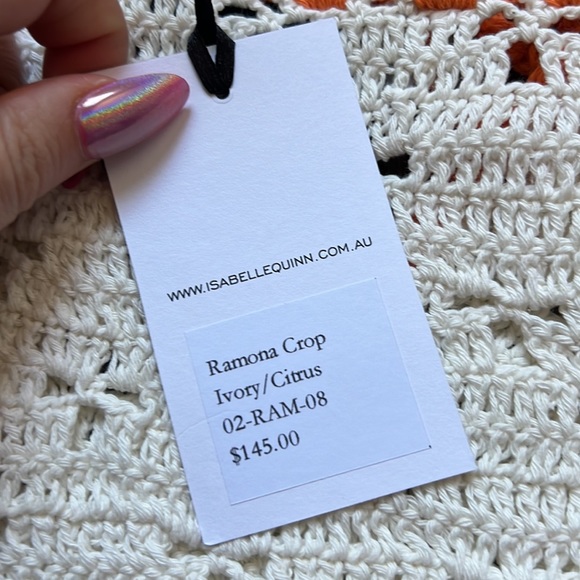 WWW.ISABELLEQUINN.COM.AU
Ramona Crop
Ivory/Citrus
02-RAM-08
$145.00